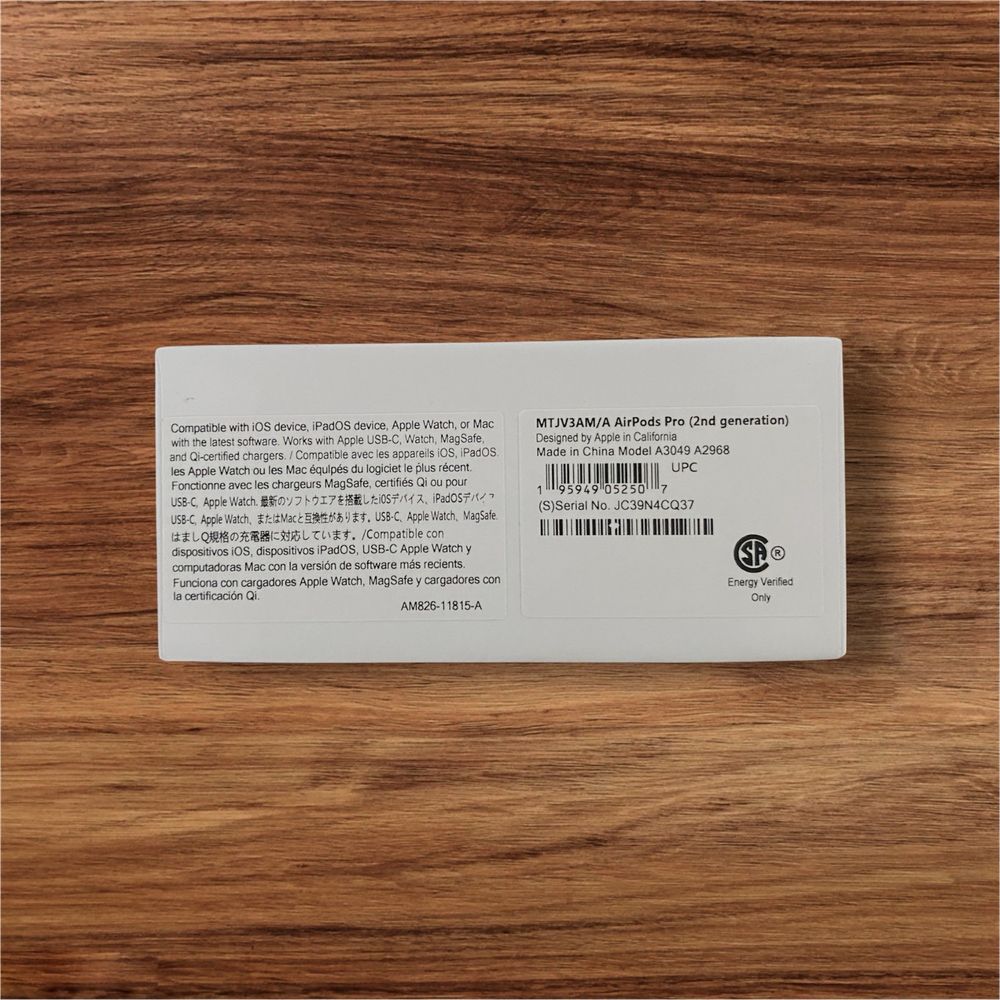 Compatible with iOS device, iPadOS device, Apple Watch, or Mac
with the latest software. Works with Apple USB-C, Watch, MagSafe,
and Qi-certified chargers. / Compatible avec les appareils iOS, iPadOS.
les Apple Watch ou les Mac équipés du logiciel le plus récent.
Fonctionne avec les chargeurs MagSafe, certifiés Qi ou pour
USB-C, Apple Watch. 最新のソフトウエアを搭載したiOSデバイス、iPadOSデバイス
USB-C, Apple Watch、またはMacと互換性があります。USB-C、Apple Watch、MagSafe.
はましQ規格の充電器に対応しています。/Compatible con
dispositivos iOS, dispositivos iPadOS, USB-C Apple Watch y
computadoras Mac con la versión de software más recients.
Funciona con cargadores Apple Watch, MagSafe y cargadores con
la certificación Qi.
AM826-11815-A
MTJV3AM/A AirPods Pro (2nd generation)
Designed by Apple in California
Made in China Model A3049 A2968
UPC
1 95949 05250 7
(S)Serial No. JC39N4CQ37
SA ®
Energy Verified
Only